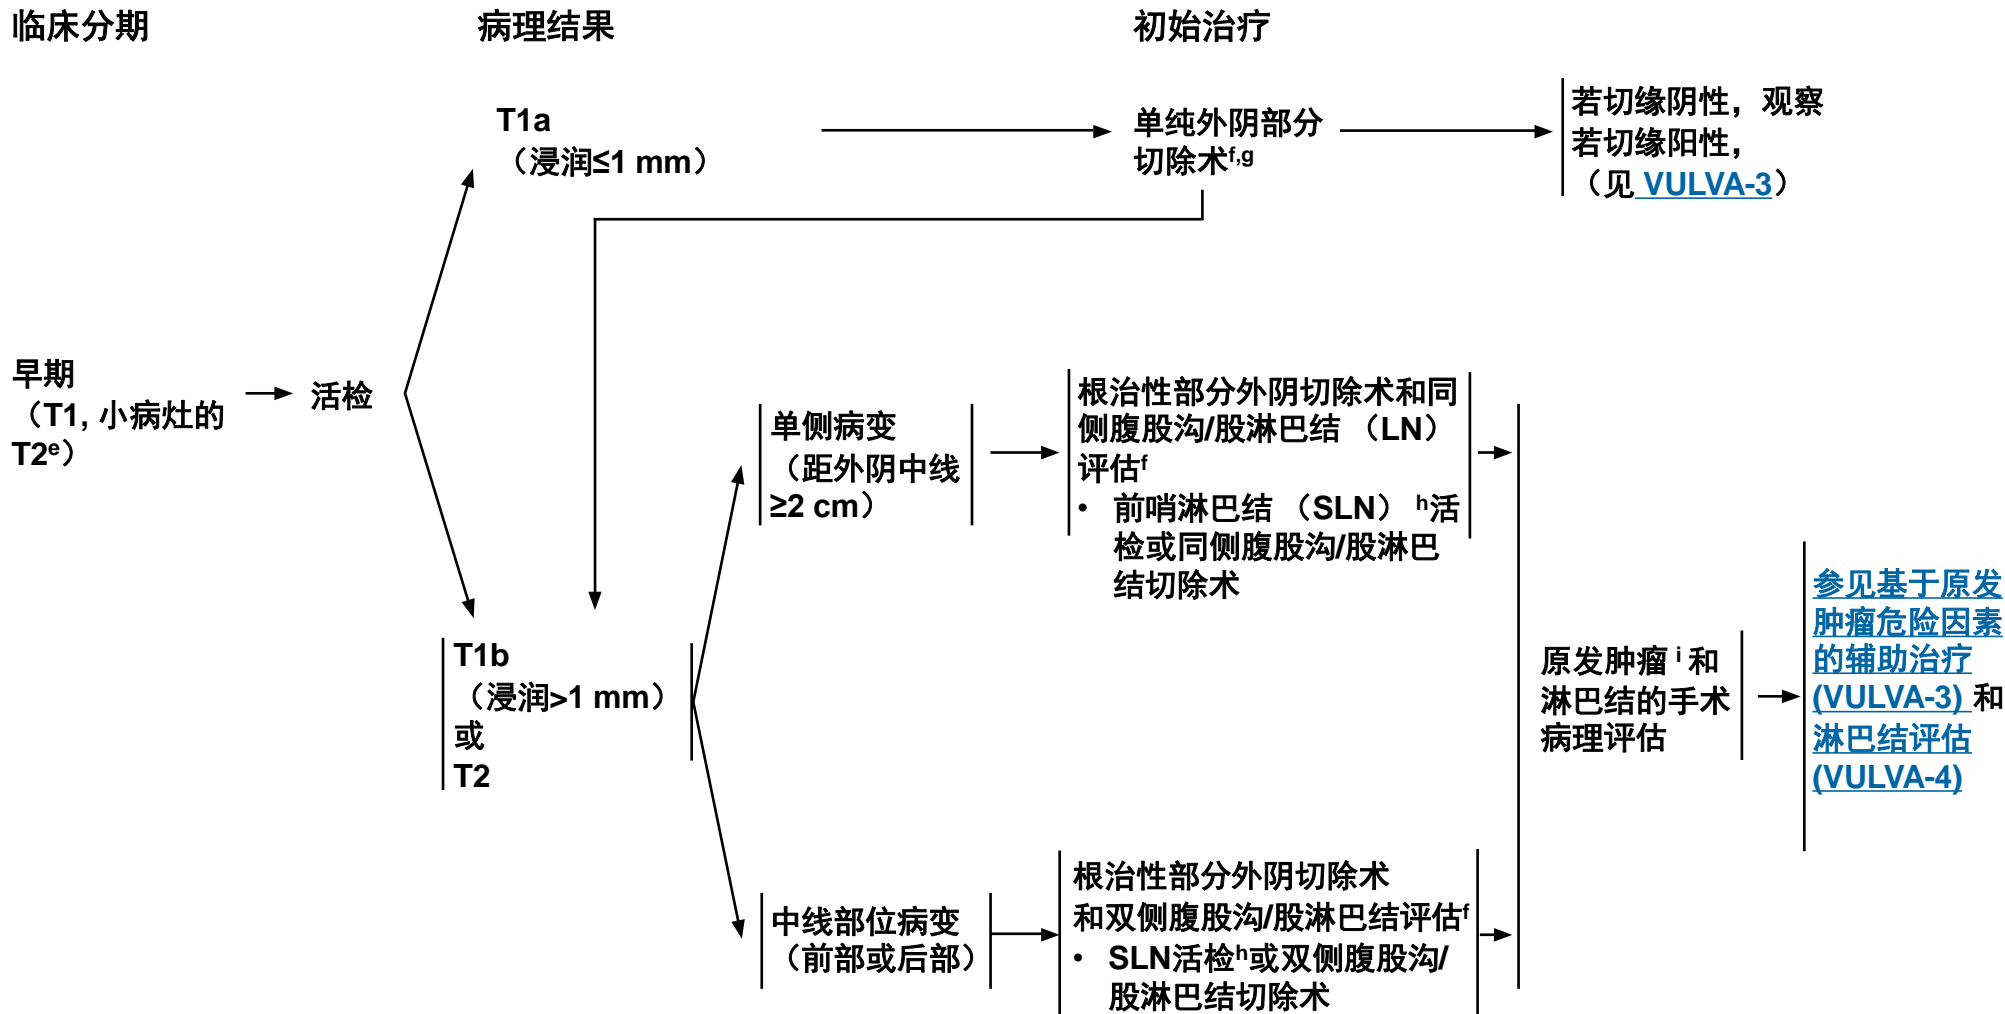 临床分期
病理结果
初始治疗
T1a
（浸润≤1 mm）
单纯外阴部分
切除术f,g
若切缘阴性，观察
若切缘阳性，
（见 VULVA-3）
早期
（T1, 小病灶的
T2e）
活检
T1b
（浸润>1 mm）
或
T2
单侧病变
（距外阴中线
≥2 cm）
根治性部分外阴切除术和同
侧腹股沟/股淋巴结 （LN）
评估f
• 前哨淋巴结 （SLN） h活
检或同侧腹股沟/股淋巴
结切除术
中线部位病变
（前部或后部）
根治性部分外阴切除术
和双侧腹股沟/股淋巴结评估f
• SLN活检h或双侧腹股沟/
股淋巴结切除术
原发肿瘤 i 和
淋巴结的手术
病理评估
参见基于原发
肿瘤危险因素
的辅助治疗
(VULVA-3) 和
淋巴结评估
(VULVA-4)